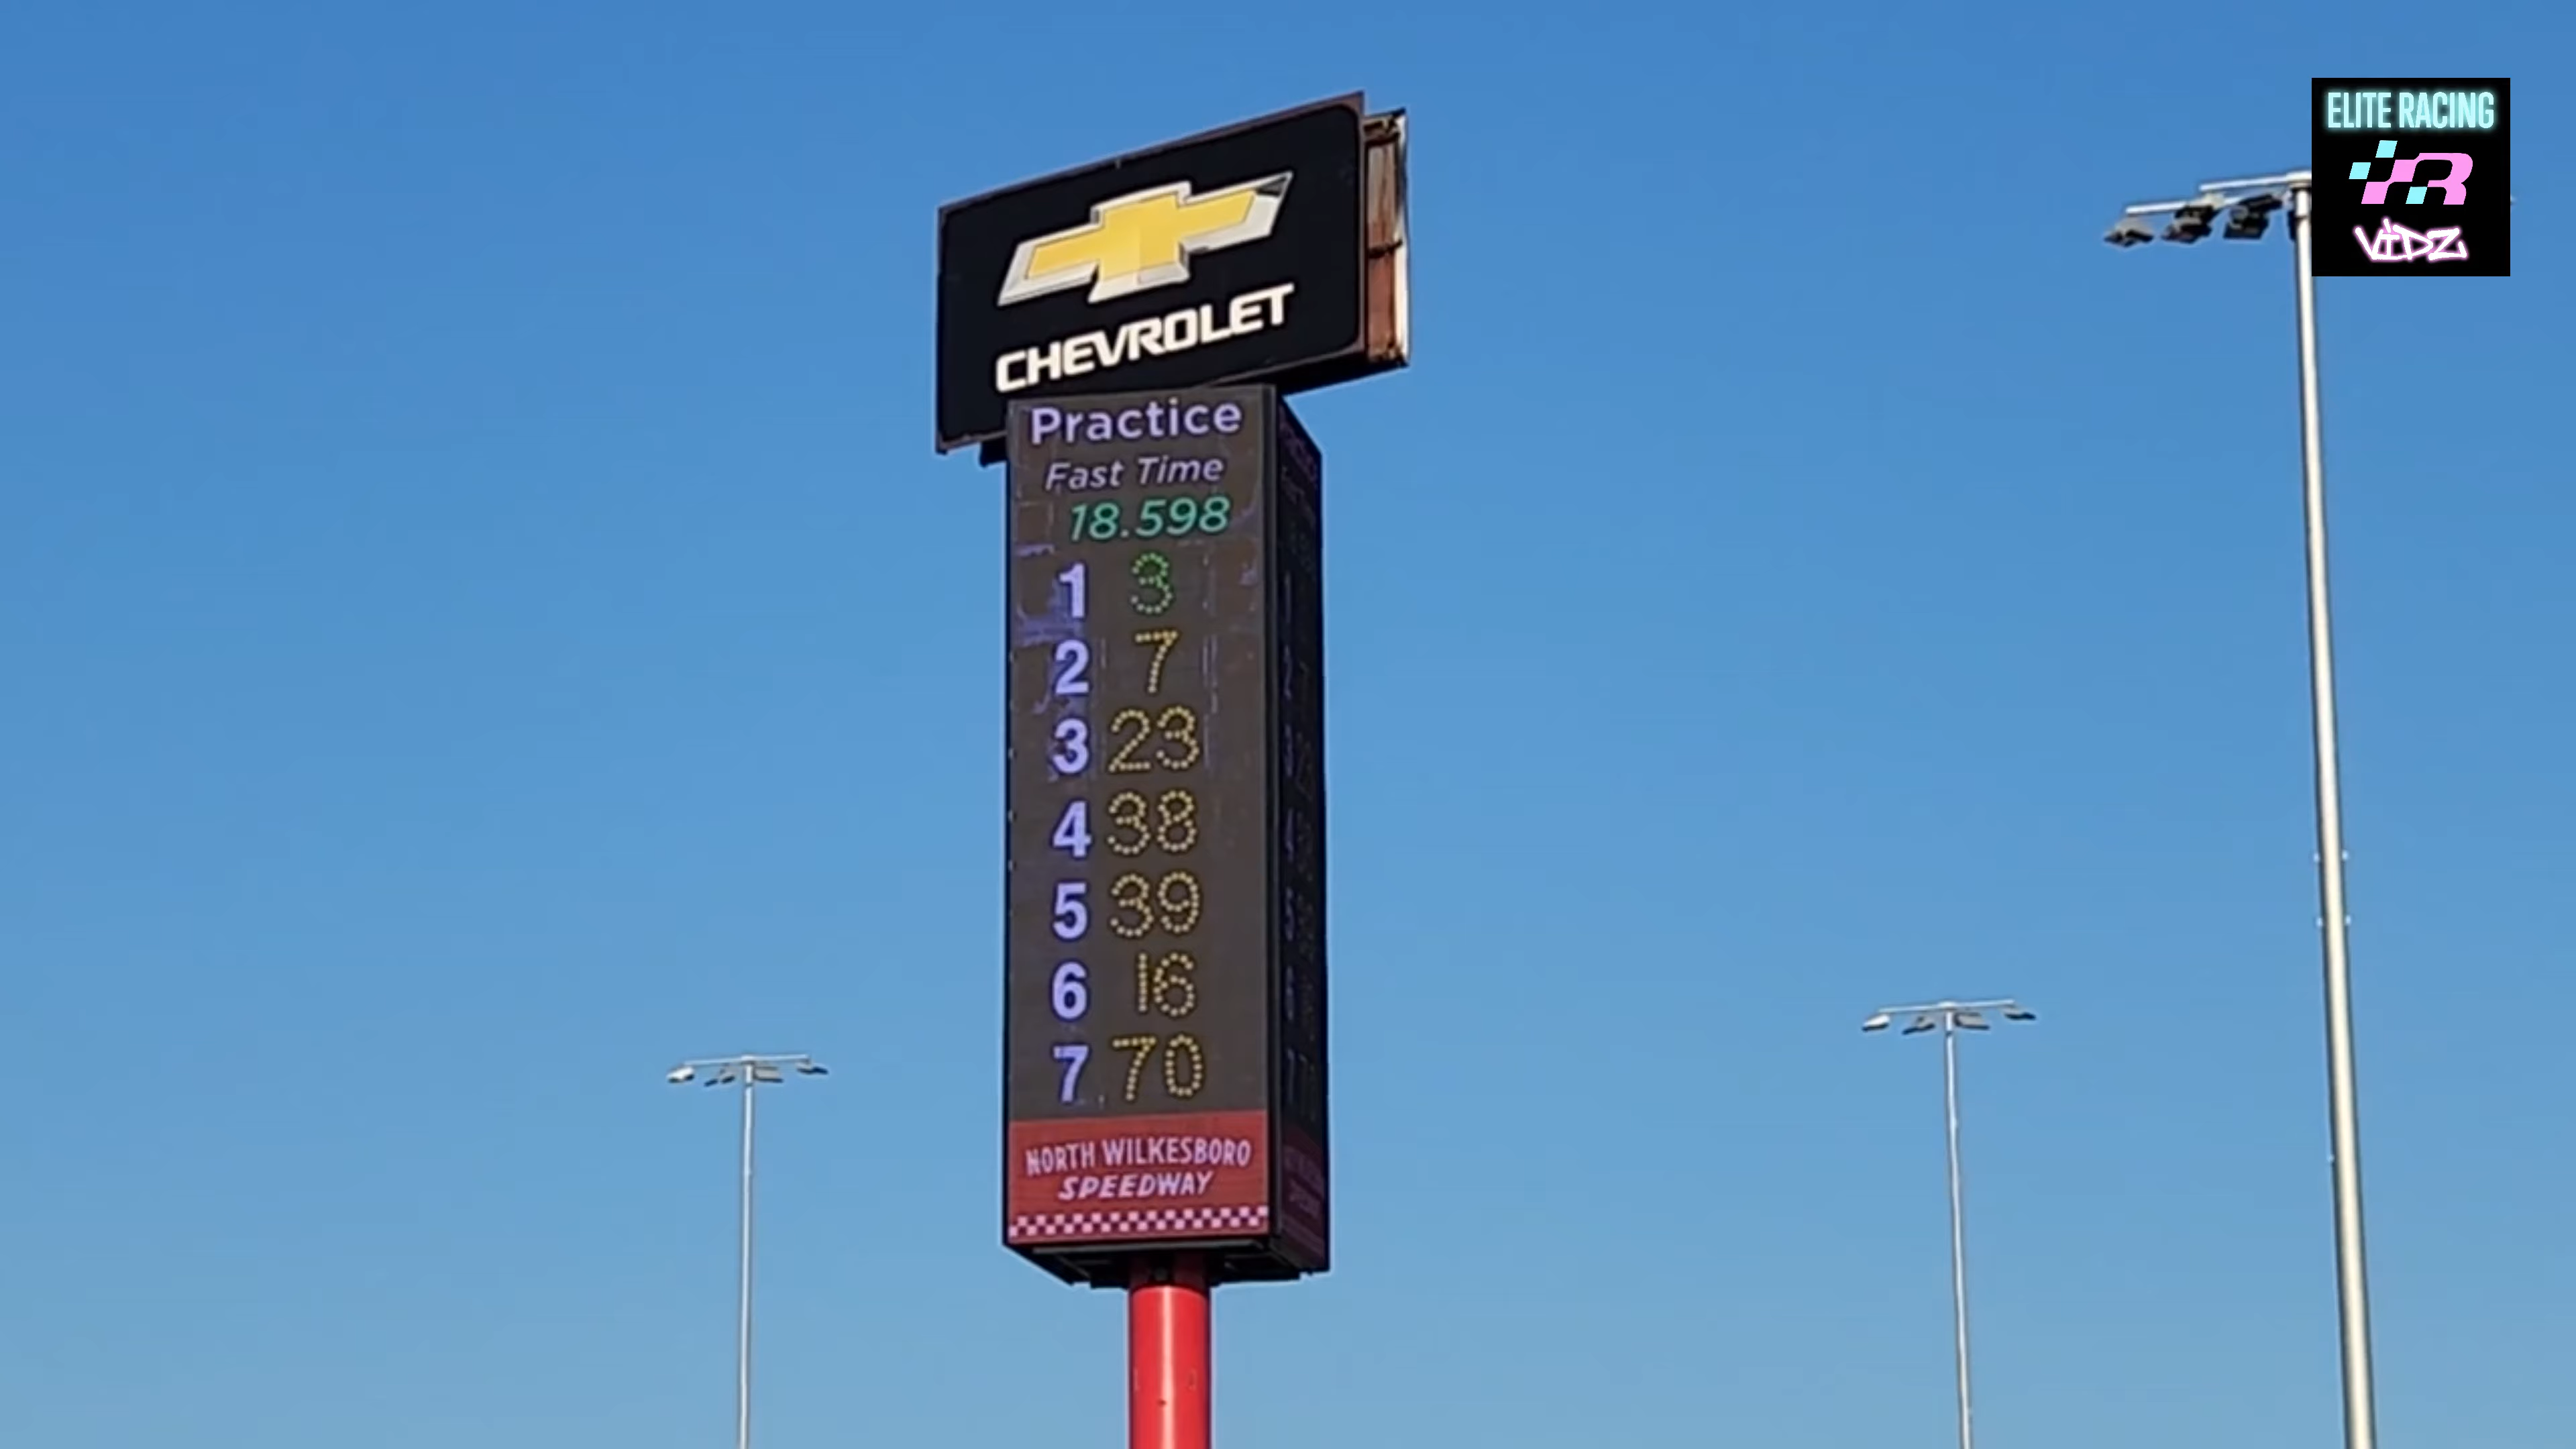 ELITE RACING
R
VIDZ
CHEVROLET
Practice
Fast Time
18.598
1 3
2 7
3 23
4 38
5 39
6 16
7 70
NORTH WILKESBORO
SPEEDWAY